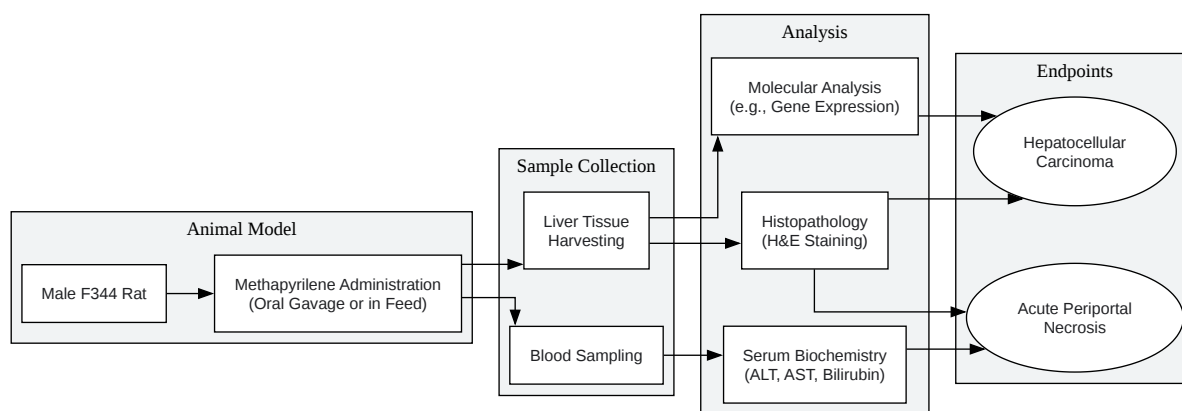 Animal Model
Male F344 Rat
Methapyrilene Administration
(Oral Gavage or in Feed)
Sample Collection
Liver Tissue
Harvesting
Blood Sampling
Analysis
Molecular Analysis
(e.g., Gene Expression)
Histopathology
(H&E Staining)
Serum Biochemistry
(ALT, AST, Bilirubin)
Endpoints
Hepatocellular
Carcinoma
Acute Periportal
Necrosis